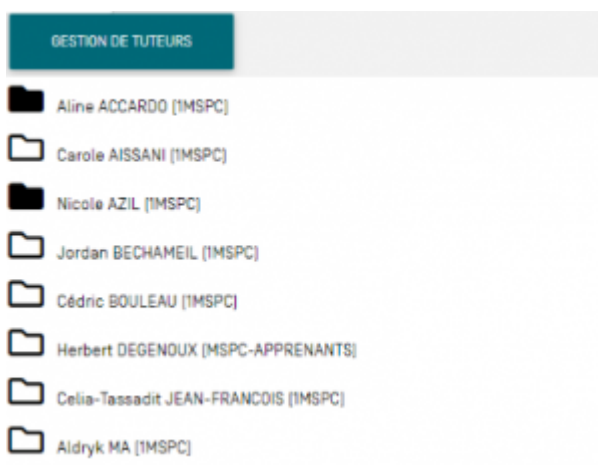 GESTION DE TUTEURS
Aline ACCARDO [1MSPC]
Carole AISSANI [1MSPC]
Nicole AZIL [1MSPC]
Jordan BECHAMEIL [1MSPC]
Cédric BOULEAU [1MSPC]
Herbert DEGENOUX [MSPC-APPRENANTS]
Celia-Tassadit JEAN-FRANCOIS [1MSPC]
Aldryk MA [1MSPC]